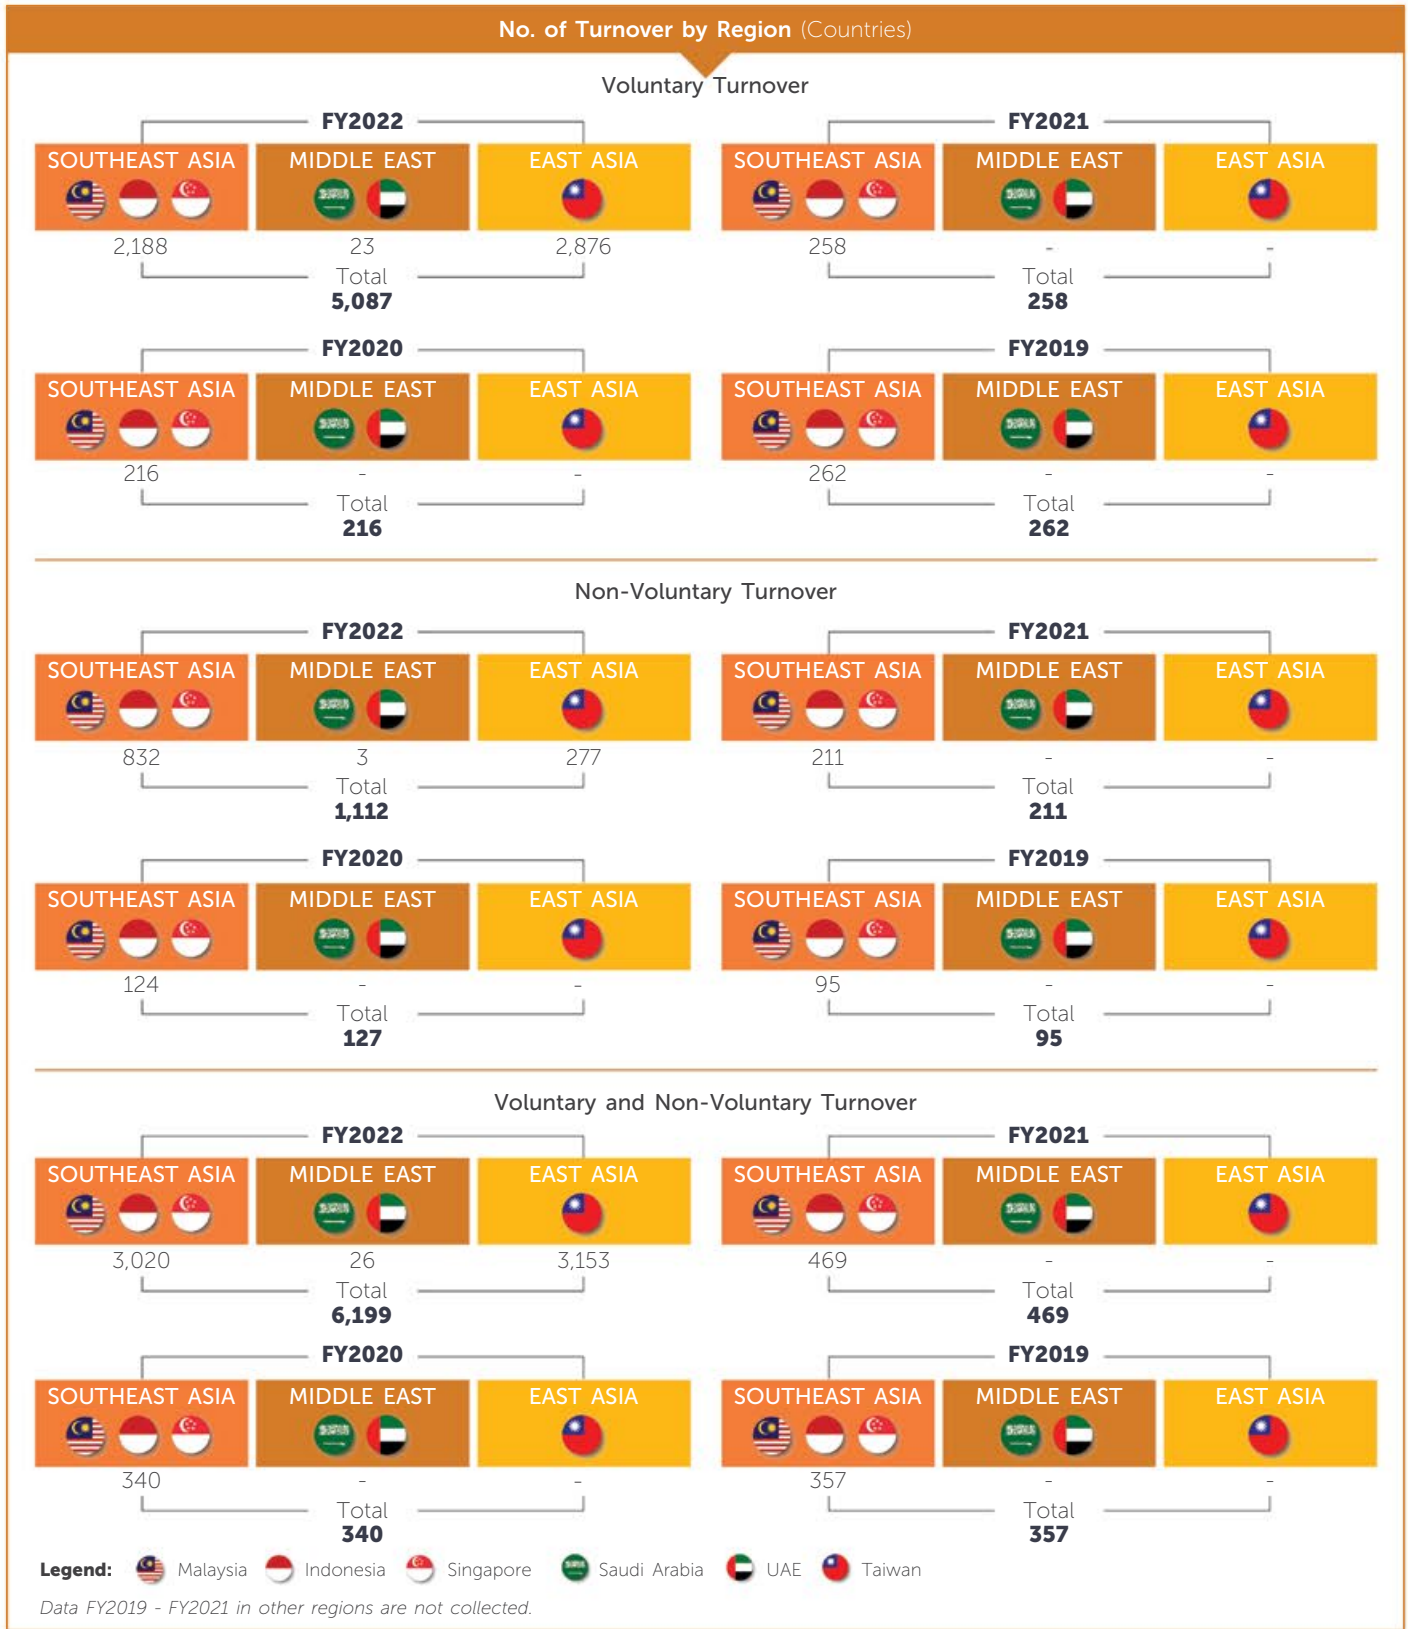 No. of Turnover by Region (Countries)
Voluntary Turnover
FY2022
SOUTHEAST ASIA MIDDLE EAST EAST ASIA
2,188 23 2,876
Total
5,087
FY2021
SOUTHEAST ASIA MIDDLE EAST EAST ASIA
258 - -
Total
258
FY2020
SOUTHEAST ASIA MIDDLE EAST EAST ASIA
216 - -
Total
216
FY2019
SOUTHEAST ASIA MIDDLE EAST EAST ASIA
262 - -
Total
262
Non-Voluntary Turnover
FY2022
SOUTHEAST ASIA MIDDLE EAST EAST ASIA
832 3 277
Total
1,112
FY2021
SOUTHEAST ASIA MIDDLE EAST EAST ASIA
211 - -
Total
211
FY2020
SOUTHEAST ASIA MIDDLE EAST EAST ASIA
124 - -
Total
127
FY2019
SOUTHEAST ASIA MIDDLE EAST EAST ASIA
95 - -
Total
95
Voluntary and Non-Voluntary Turnover
FY2022
SOUTHEAST ASIA MIDDLE EAST EAST ASIA
3,020 26 3,153
Total
6,199
FY2021
SOUTHEAST ASIA MIDDLE EAST EAST ASIA
469 - -
Total
469
FY2020
SOUTHEAST ASIA MIDDLE EAST EAST ASIA
340 - -
Total
340
FY2019
SOUTHEAST ASIA MIDDLE EAST EAST ASIA
357 - -
Total
357
Legend: Malaysia Indonesia Singapore Saudi Arabia UAE Taiwan
Data FY2019 - FY2021 in other regions are not collected.